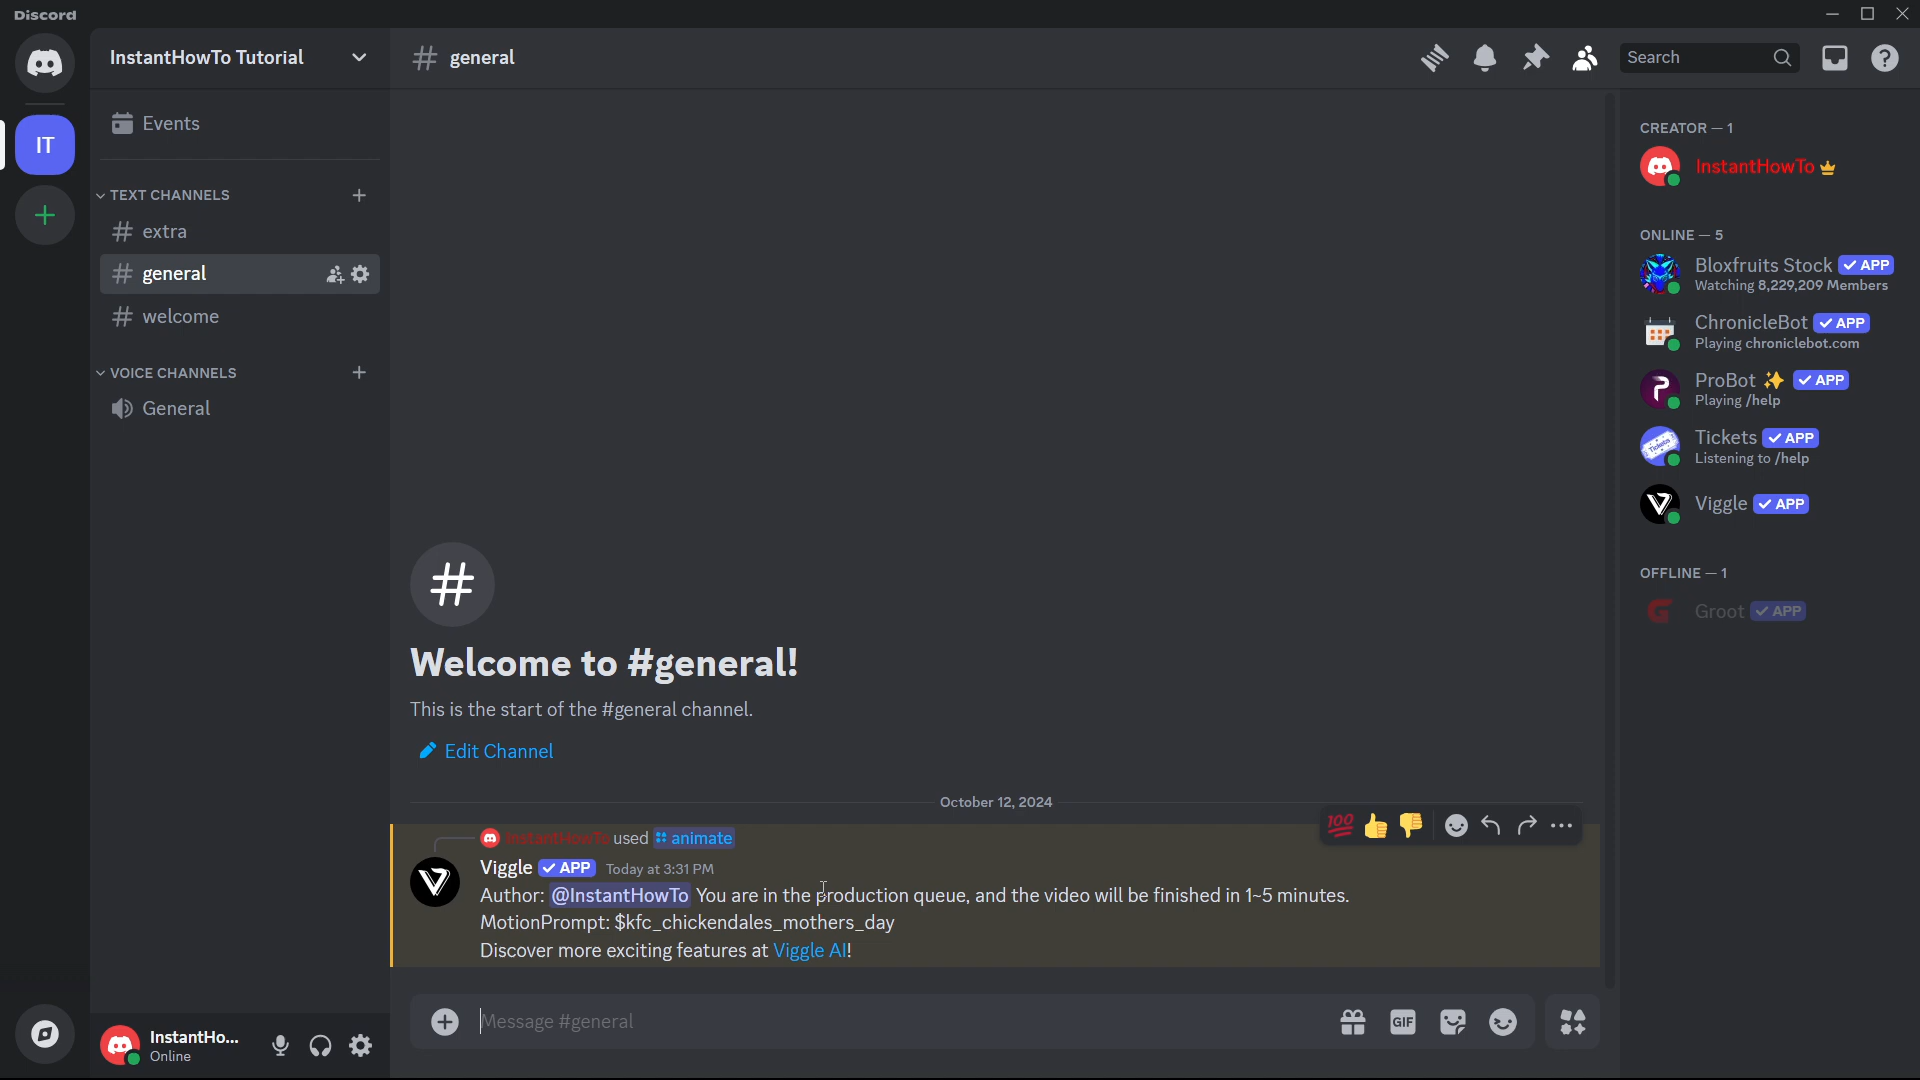 Discord
InstantHowTo Tutorial
general
Search
IT
Events
TEXT CHANNELS
extra
general
welcome
VOICE CHANNELS
General
Welcome to #general!
This is the start of the #general channel.
Edit Channel
October 12, 2024
InstantHowTo used animate
Viggle APP Today at 3:31 PM
Author: @InstantHowTo You are in the production queue, and the video will be finished in 1~5 minutes.
MotionPrompt: $kfc_chickendales_mothers_day
Discover more exciting features at Viggle AI!
100
Message #general
GIF
InstantHo...
Online
CREATOR — 1
InstantHowTo
ONLINE — 5
Bloxfruits Stock APP
Watching 8,229,209 Members
ChronicleBot APP
Playing chroniclebot.com
ProBot ✨ APP
Playing /help
Tickets APP
Listening to /help
Viggle APP
OFFLINE — 1
Groot APP